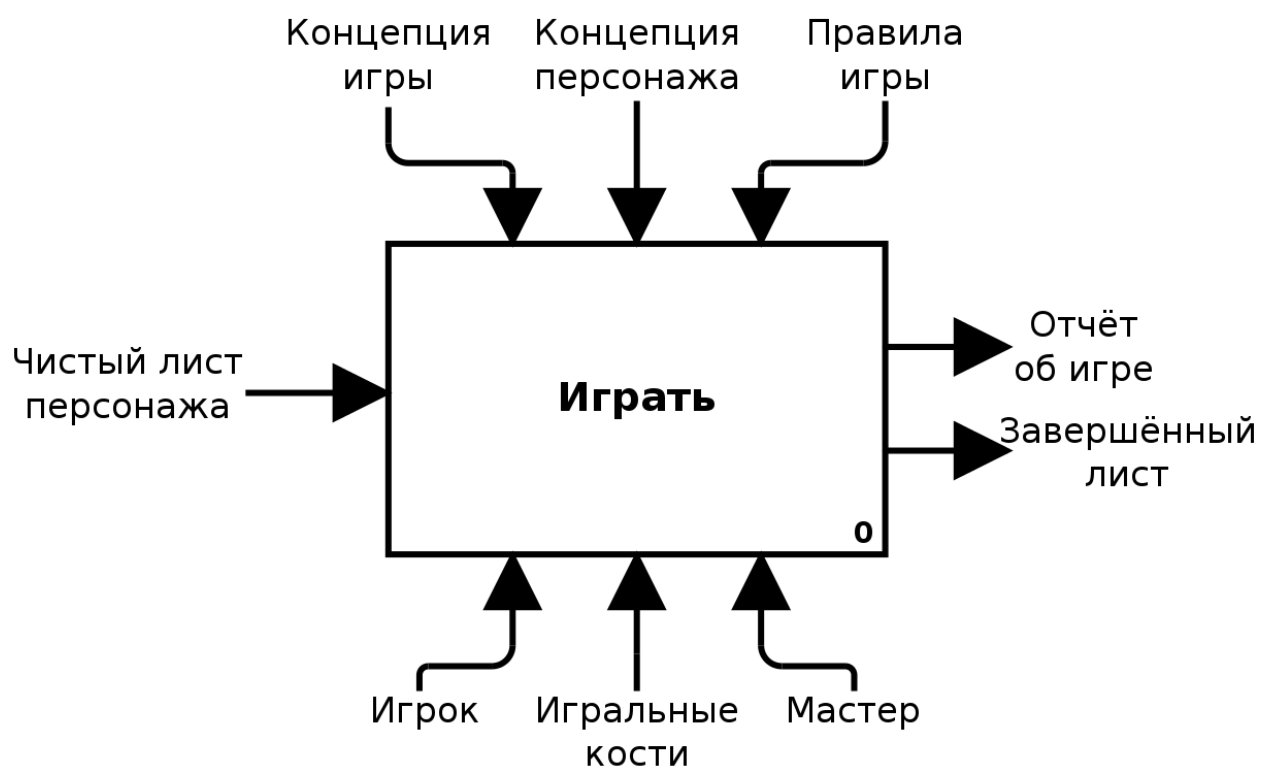 Концепция
игры
Концепция
персонажа
Правила
игры
Чистый лист
персонажа
Играть
0
Отчёт
об игре
Завершённый
лист
Игрок
Игральные
кости
Мастер